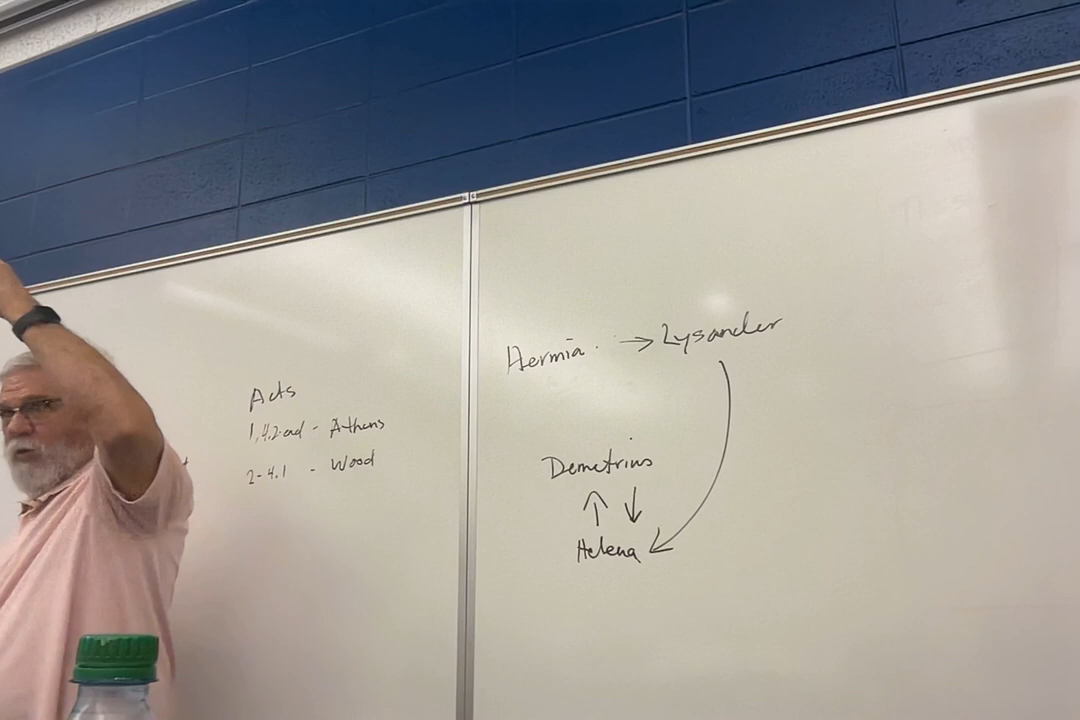 Acts
1, 4.2-end - Athens
2-4.1 - Wood
Hermia. → Lysander
Demetrius
↑ ↓
Helena